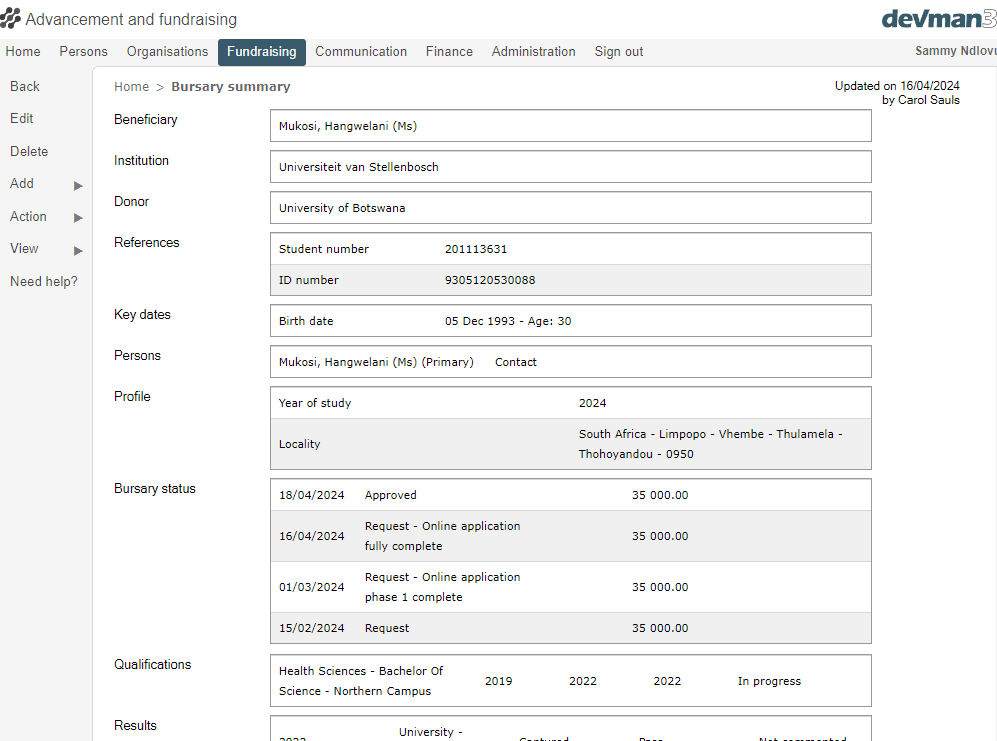 Advancement and fundraising
devman3
Home Persons Organisations Fundraising Communication Finance Administration Sign out Sammy Ndlovu
Back
Edit
Delete
Add
Action
View
Need help?
Home > Bursary summary
Updated on 16/04/2024
by Carol Sauls
Beneficiary
Mukosi, Hangwelani (Ms)
Institution
Universiteit van Stellenbosch
Donor
University of Botswana
References
Student number 201113631
ID number 9305120530088
Key dates
Birth date 05 Dec 1993 - Age: 30
Persons
Mukosi, Hangwelani (Ms) (Primary) Contact
Profile
Year of study 2024
Locality
South Africa - Limpopo - Vhembe - Thulamela -
Thohoyandou - 0950
Bursary status
18/04/2024 Approved 35 000.00
16/04/2024 Request - Online application
fully complete 35 000.00
01/03/2024 Request - Online application
phase 1 complete 35 000.00
15/02/2024 Request 35 000.00
Qualifications
Health Sciences - Bachelor Of
Science - Northern Campus 2019 2022 2022 In progress
Results
University -
Captured Pass Not commented